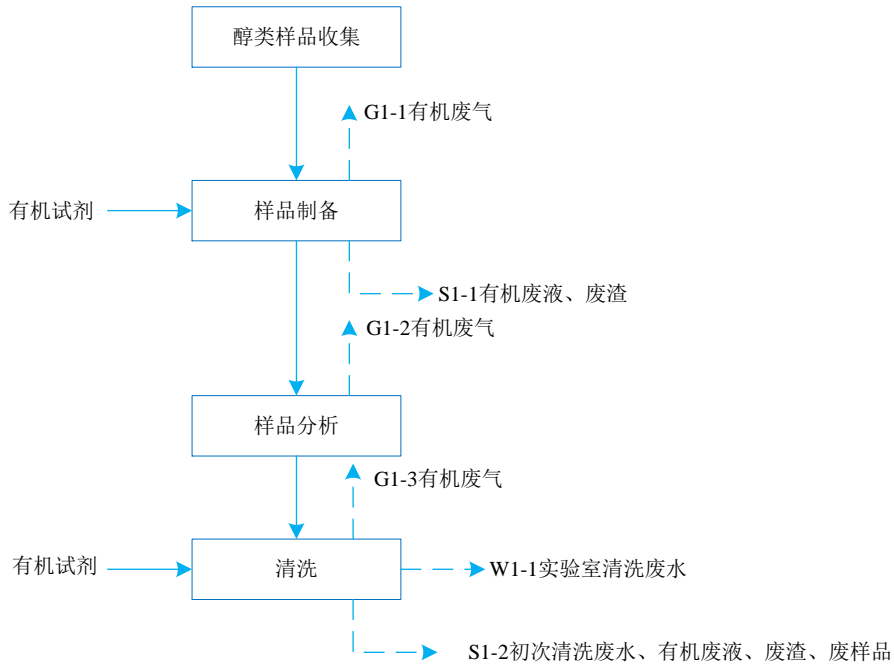 醇类样品收集
G1-1有机废气
有机试剂
样品制备
S1-1有机废液、废渣
G1-2有机废气
样品分析
G1-3有机废气
有机试剂
清洗
W1-1实验室清洗废水
S1-2初次清洗废水、有机废液、废渣、废样品